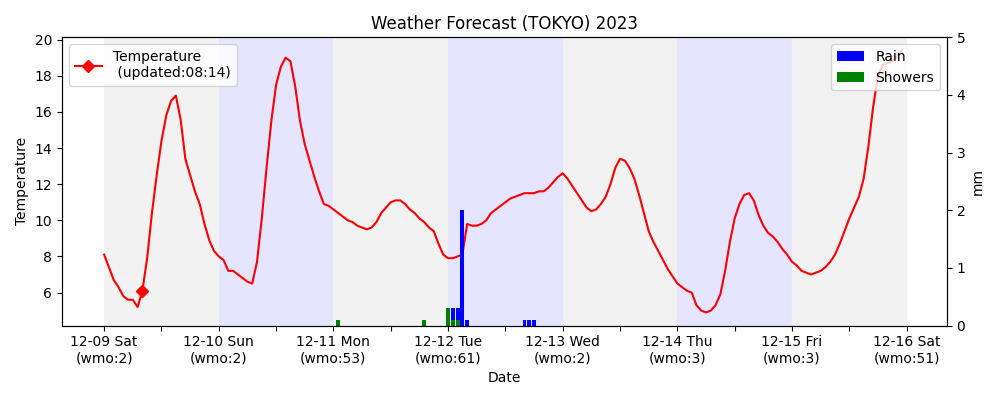 Weather Forecast (TOKYO) 2023
Temperature
(updated:08:14)
Rain
Showers
20
18
16
14
12
10
8
6
Temperature
5
4
3
2
1
0
mm
12-09 Sat
(wmo:2)
12-10 Sun
(wmo:2)
12-11 Mon
(wmo:53)
12-12 Tue
(wmo:61)
12-13 Wed
(wmo:2)
12-14 Thu
(wmo:3)
12-15 Fri
(wmo:3)
12-16 Sat
(wmo:51)
Date